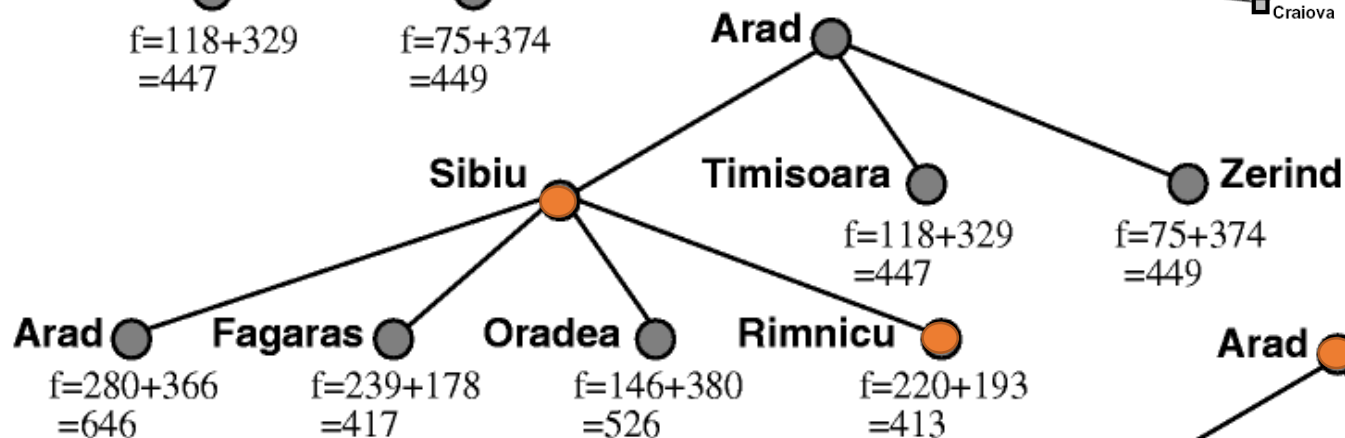 Craiova
f=118+329
=447
f=75+374
=449
Arad
Sibiu
Timisoara
Zerind
f=118+329
=447
f=75+374
=449
Arad
Fagaras
Oradea
Rimnicu
Arad
f=280+366
=646
f=239+178
=417
f=146+380
=526
f=220+193
=413